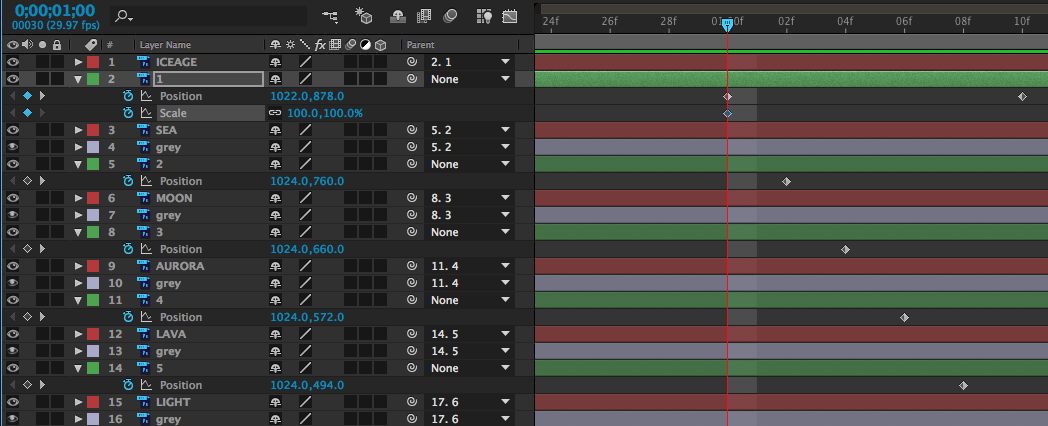 0;00;01;00
00030 (29.97 fps)
24f 26f 28f 01:00f 02f 04f 06f 08f 10f
# Layer Name fx Parent
1 ICEAGE 2. 1
2 1 None
Position 1022.0,878.0
Scale 100.0,100.0%
3 SEA 5. 2
4 grey 5. 2
5 2 None
Position 1024.0,760.0
6 MOON 8. 3
7 grey 8. 3
8 3 None
Position 1024.0,660.0
9 AURORA 11. 4
10 grey 11. 4
11 4 None
Position 1024.0,572.0
12 LAVA 14. 5
13 grey 14. 5
14 5 None
Position 1024.0,494.0
15 LIGHT 17. 6
16 grey 17. 6